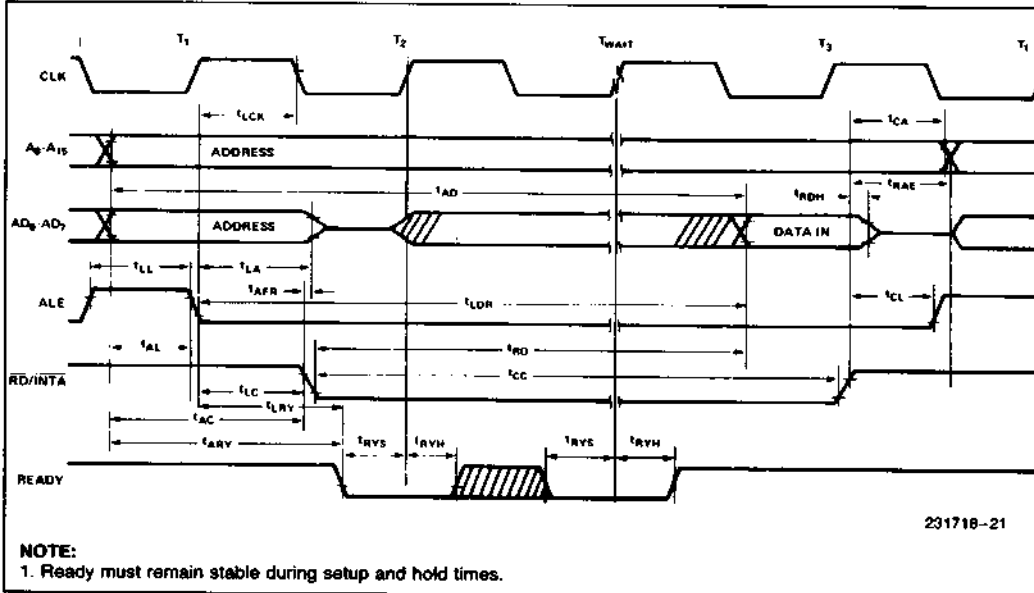 T1 T2 TWAIT T3 T1
CLK
tLCK tCA
A8-A15 ADDRESS
tAD tRDH tRAE
AD0-AD7 ADDRESS DATA IN
tLL tLA
tAFR tLDR tCL
ALE
tAL tRD
RD/INTA tCC
tLC
tLRY
tAC
tARY tRYS tRYH tRYS tRYH
READY
231718-21
NOTE:
1. Ready must remain stable during setup and hold times.